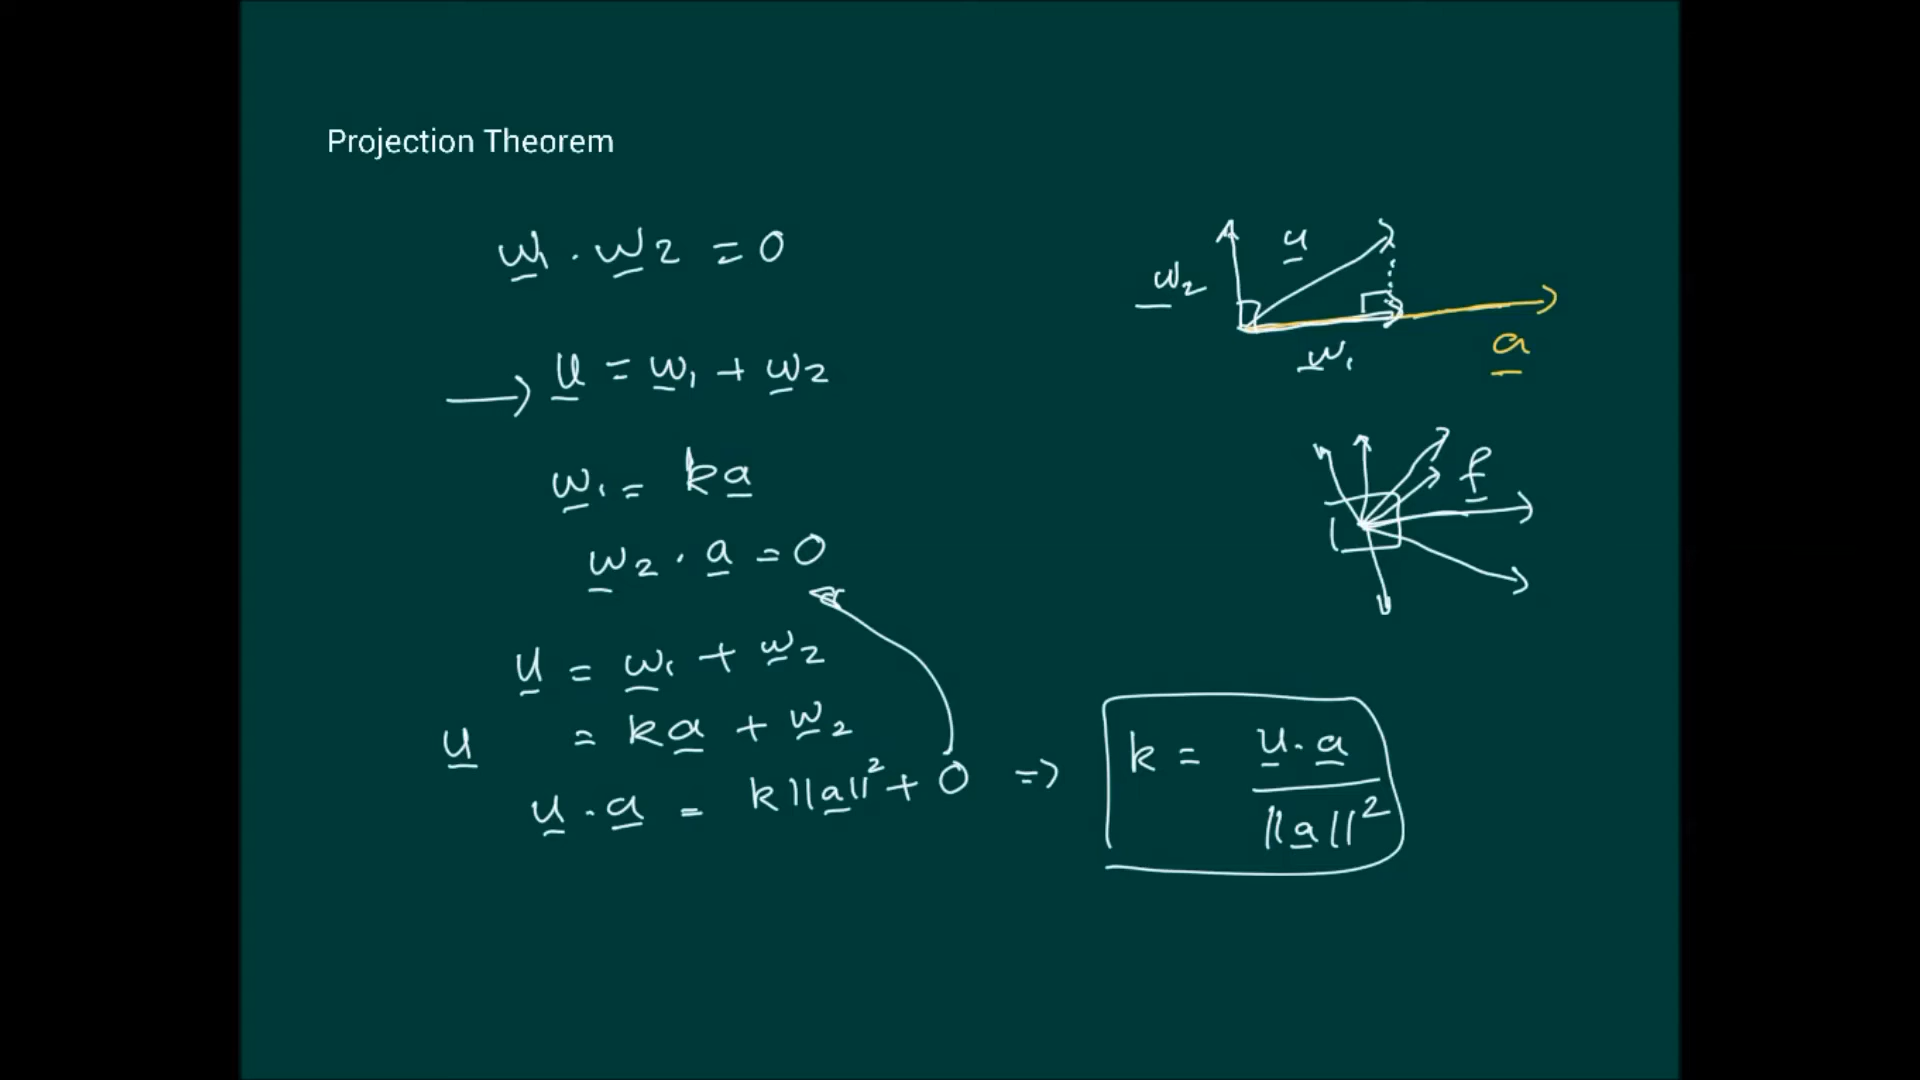 Projection Theorem
w1 . w2 = 0
u
w2
w1
a
→ u = w1 + w2
w1 = ka
f
w2 . a = 0
u = w1 + w2
u = ka + w2
u . a = k||a||² + 0 => k = u . a / ||a||²